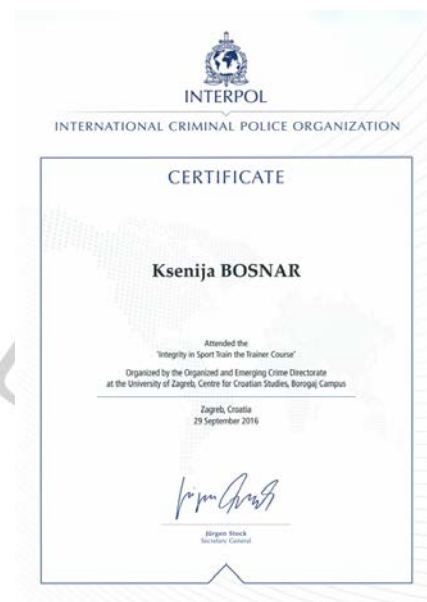 INTERPOL
INTERNATIONAL CRIMINAL POLICE ORGANIZATION
CERTIFICATE
Ksenija BOSNAR
Attended the
'Integrity in Sport Train the Trainer Course'
Organized by the Organized and Emerging Crime Directorate
at the University of Zagreb, Centre for Croatian Studies, Borogaj Campus
Zagreb, Croatia
29 September 2016
Jürgen Stock
Secretary General